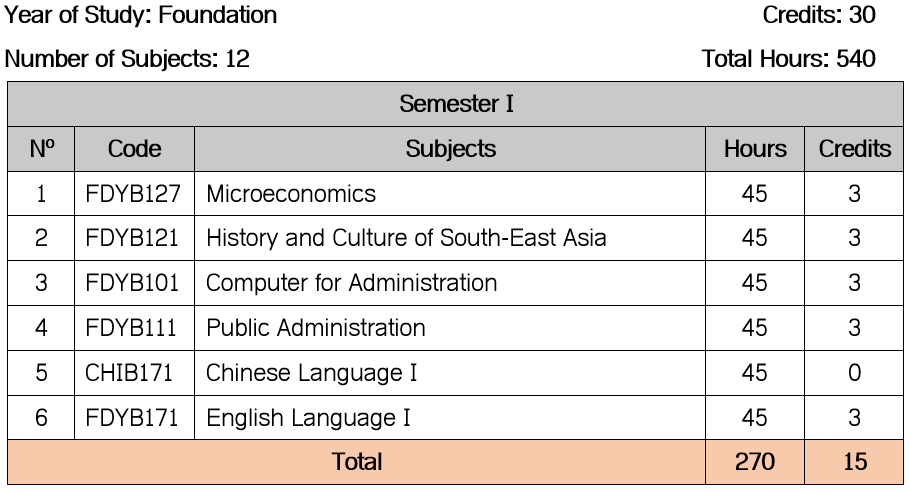 Year of Study: Foundation Credits: 30
Number of Subjects: 12 Total Hours: 540
Semester I
Nº Code Subjects Hours Credits
1 FDYB127 Microeconomics 45 3
2 FDYB121 History and Culture of South-East Asia 45 3
3 FDYB101 Computer for Administration 45 3
4 FDYB111 Public Administration 45 3
5 CHIB171 Chinese Language I 45 0
6 FDYB171 English Language I 45 3
Total 270 15